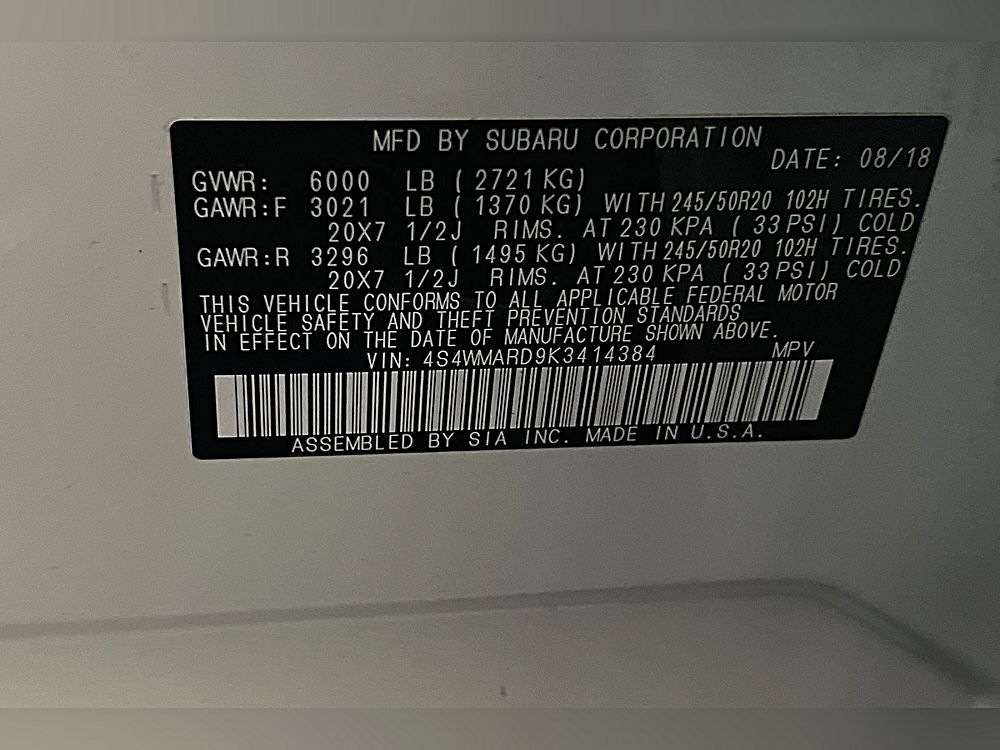 MFD BY SUBARU CORPORATION
DATE: 08/18
GVWR: 6000 LB ( 2721 KG)
GAWR:F 3021 LB ( 1370 KG) WITH 245/50R20 102H TIRES.
20X7 1/2J RIMS. AT 230 KPA ( 33 PSI) COLD
GAWR:R 3296 LB ( 1495 KG) WITH 245/50R20 102H TIRES.
20X7 1/2J RIMS. AT 230 KPA ( 33 PSI) COLD
THIS VEHICLE CONFORMS TO ALL APPLICABLE FEDERAL MOTOR
VEHICLE SAFETY AND THEFT PREVENTION STANDARDS
IN EFFECT ON THE DATE OF MANUFACTURE SHOWN ABOVE.
VIN: 4S4WMARD9K3414384 MPV
ASSEMBLED BY SIA INC. MADE IN U.S.A.